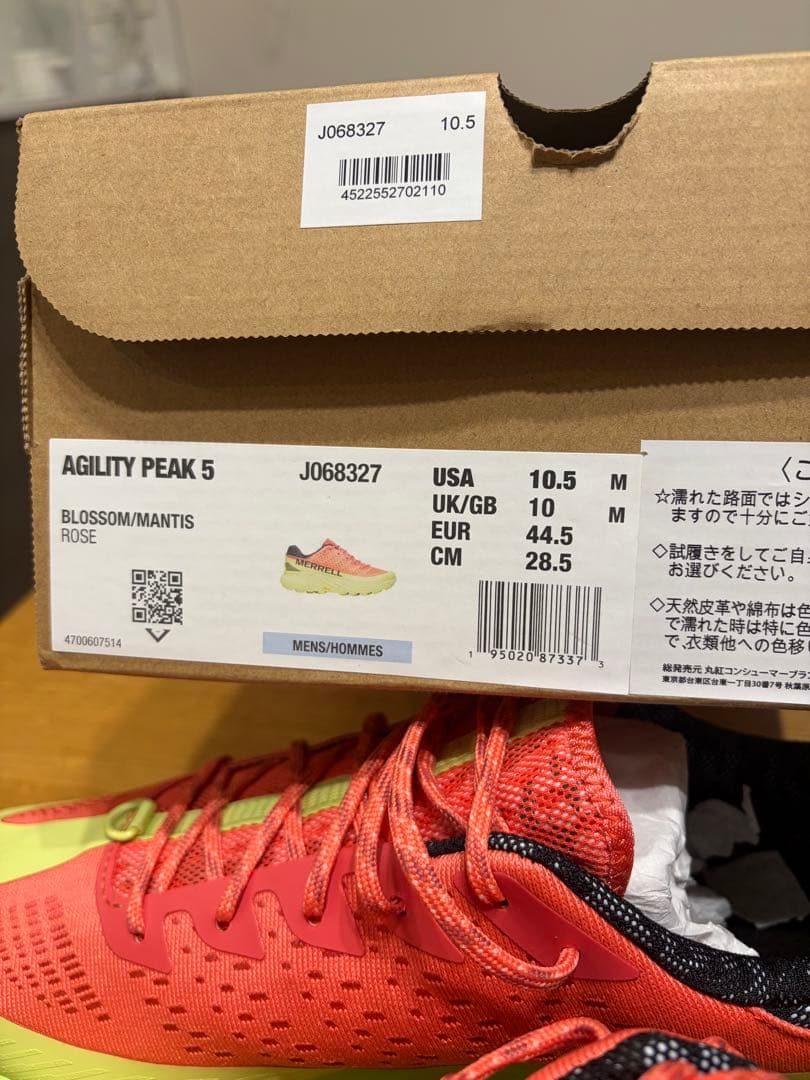 J068327 10.5
4522552702110
AGILITY PEAK 5 J068327
BLOSSOM/MANTIS
ROSE
MERRELL
4700607514
MENS/HOMMES
USA 10.5 M
UK/GB 10 M
EUR 44.5
CM 28.5
1 95020 87337 3
〈こ
☆濡れた路面ではシ
ますので十分にご
◇試履きをしてご自
お選びください。
◇天然皮革や綿布は色
で濡れた時は特に色
で、衣類他への色移
総発売元 丸紅コンシューマーブラン
東京都台東区台東一丁目30番7号 秋葉原